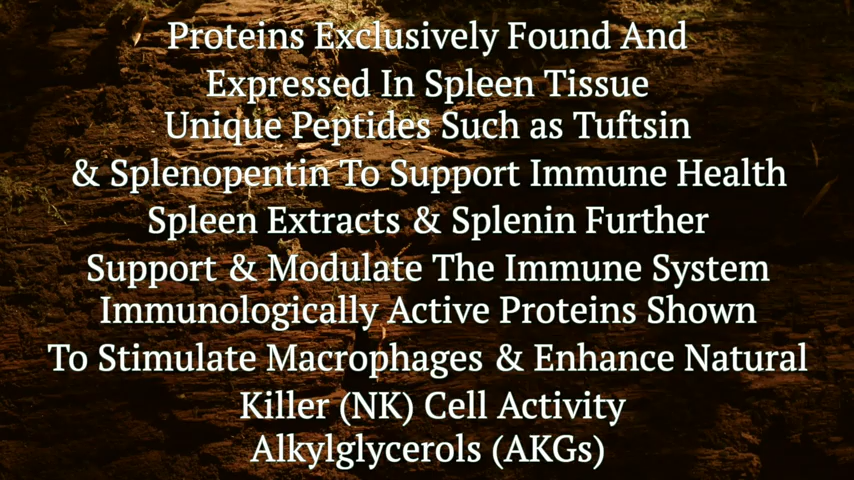 Proteins Exclusively Found And
Expressed In Spleen Tissue
Unique Peptides Such as Tuftsin
& Splenopentin To Support Immune Health
Spleen Extracts & Splenin Further
Support & Modulate The Immune System
Immunologically Active Proteins Shown
To Stimulate Macrophages & Enhance Natural
Killer (NK) Cell Activity
Alkylglycerols (AKGs)